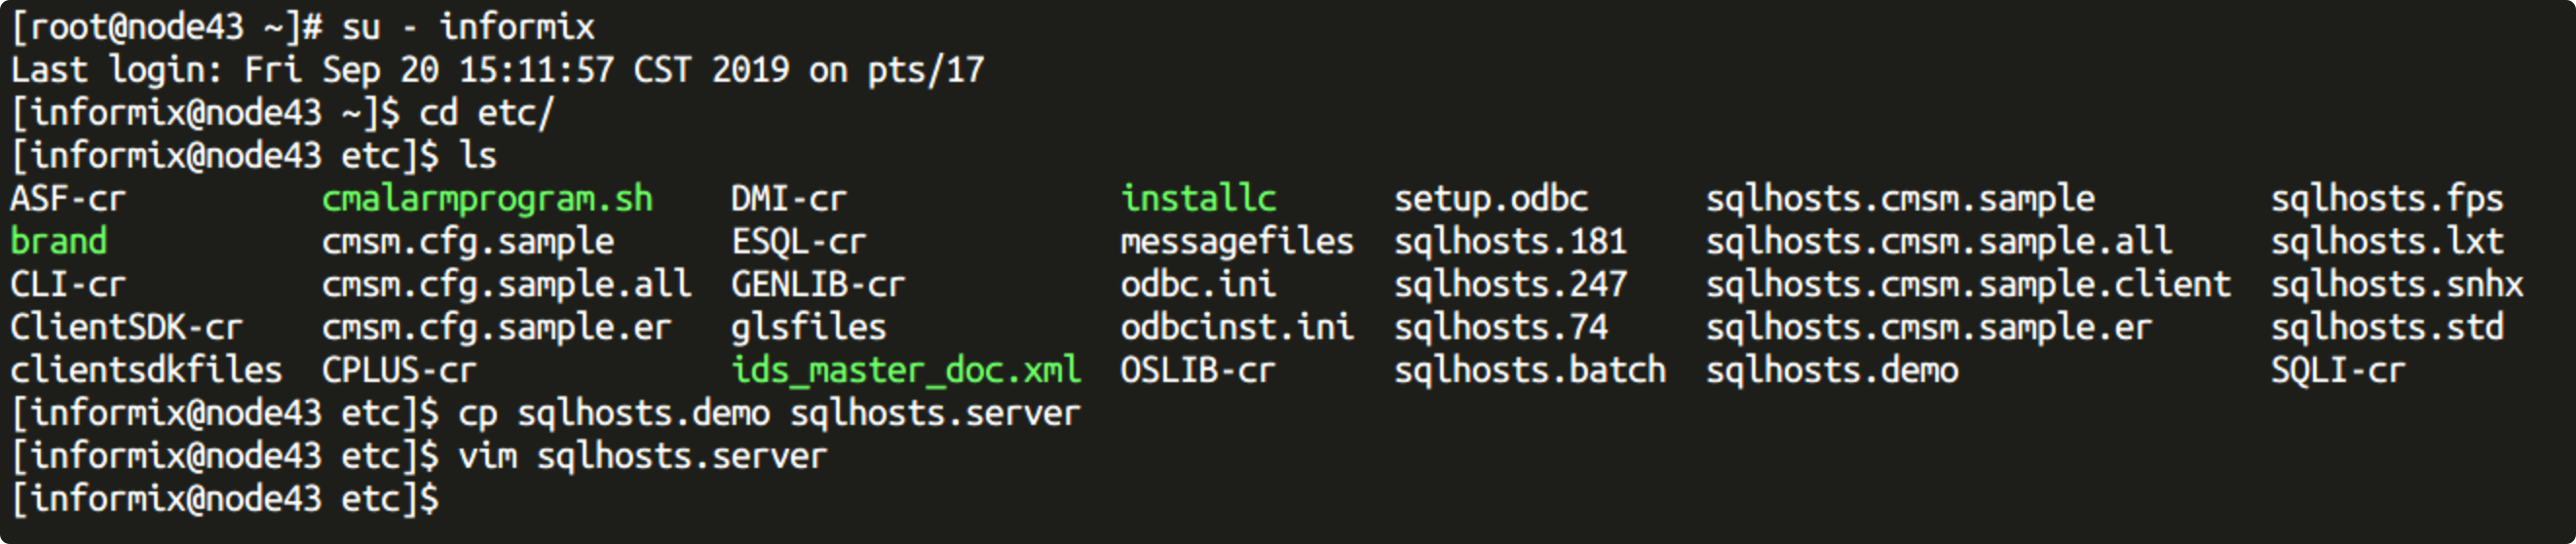 [root@node43 ~]# su - informix
Last login: Fri Sep 20 15:11:57 CST 2019 on pts/17
[informix@node43 ~]$ cd etc/
[informix@node43 etc]$ ls
ASF-cr cmalarmprogram.sh DMI-cr installc setup.odbc sqlhosts.cmsm.sample sqlhosts.fps
brand cmsm.cfg.sample ESQL-cr messagefiles sqlhosts.181 sqlhosts.cmsm.sample.all sqlhosts.lxt
CLI-cr cmsm.cfg.sample.all GENLIB-cr odbc.ini sqlhosts.247 sqlhosts.cmsm.sample.client sqlhosts.snhx
ClientSDK-cr cmsm.cfg.sample.er glsfiles odbcinst.ini sqlhosts.74 sqlhosts.cmsm.sample.er sqlhosts.std
clientsdkfiles CPLUS-cr ids_master_doc.xml OSLIB-cr sqlhosts.batch sqlhosts.demo SQLI-cr
[informix@node43 etc]$ cp sqlhosts.demo sqlhosts.server
[informix@node43 etc]$ vim sqlhosts.server
[informix@node43 etc]$